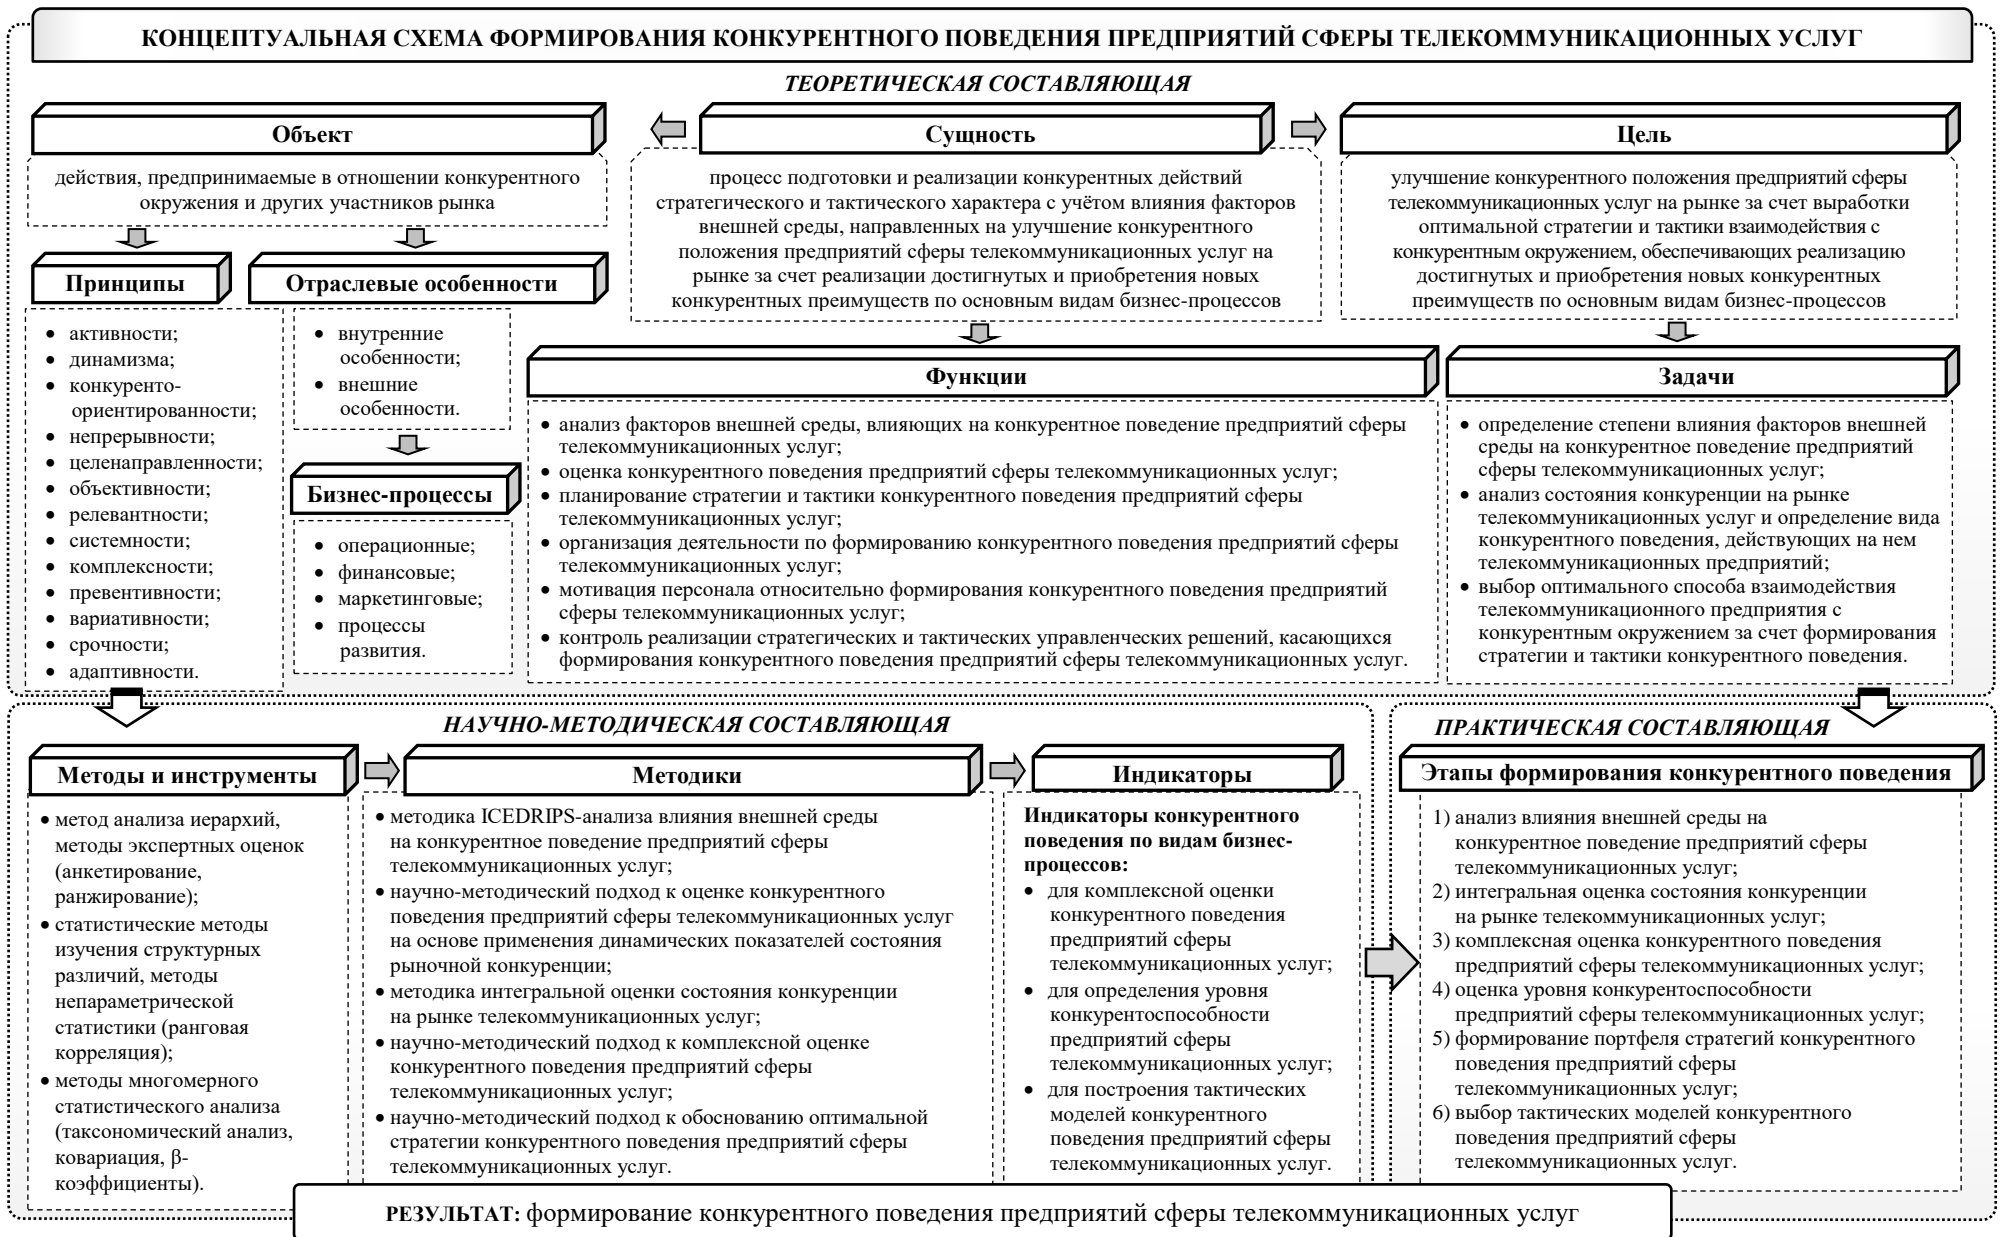 КОНЦЕПТУАЛЬНАЯ СХЕМА ФОРМИРОВАНИЯ КОНКУРЕНТНОГО ПОВЕДЕНИЯ ПРЕДПРИЯТИЙ СФЕРЫ ТЕЛЕКОММУНИКАЦИОННЫХ УСЛУГ
ТЕОРЕТИЧЕСКАЯ СОСТАВЛЯЮЩАЯ
Объект
действия, предпринимаемые в отношении конкурентного
окружения и других участников рынка
Сущность
процесс подготовки и реализации конкурентных действий
стратегического и тактического характера с учётом влияния факторов
внешней среды, направленных на улучшение конкурентного
положения предприятий сферы телекоммуникационных услуг на
рынке за счет реализации достигнутых и приобретения новых
конкурентных преимуществ по основным видам бизнес-процессов
Цель
улучшение конкурентного положения предприятий сферы
телекоммуникационных услуг на рынке за счет выработки
оптимальной стратегии и тактики взаимодействия с
конкурентным окружением, обеспечивающих реализацию
достигнутых и приобретения новых конкурентных
преимуществ по основным видам бизнес-процессов
Принципы
• активности;
• динамизма;
• конкуренто-
ориентированности;
• непрерывности;
• целенаправленности;
• объективности;
• релевантности;
• системности;
• комплексности;
• превентивности;
• вариативности;
• срочности;
• адаптивности.
Отраслевые особенности
• внутренние
особенности;
• внешние
особенности.
Бизнес-процессы
• операционные;
• финансовые;
• маркетинговые;
• процессы
развития.
Функции
• анализ факторов внешней среды, влияющих на конкурентное поведение предприятий сферы
телекоммуникационных услуг;
• оценка конкурентного поведения предприятий сферы телекоммуникационных услуг;
• планирование стратегии и тактики конкурентного поведения предприятий сферы
телекоммуникационных услуг;
• организация деятельности по формированию конкурентного поведения предприятий сферы
телекоммуникационных услуг;
• мотивация персонала относительно формирования конкурентного поведения предприятий
сферы телекоммуникационных услуг;
• контроль реализации стратегических и тактических управленческих решений, касающихся
формирования конкурентного поведения предприятий сферы телекоммуникационных услуг.
Задачи
• определение степени влияния факторов внешней
среды на конкурентное поведение предприятий
сферы телекоммуникационных услуг;
• анализ состояния конкуренции на рынке
телекоммуникационных услуг и определение вида
конкурентного поведения, действующих на нем
телекоммуникационных предприятий;
• выбор оптимального способа взаимодействия
телекоммуникационного предприятия с
конкурентным окружением за счет формирования
стратегии и тактики конкурентного поведения.
НАУЧНО-МЕТОДИЧЕСКАЯ СОСТАВЛЯЮЩАЯ
Методы и инструменты
• метод анализа иерархий,
методы экспертных оценок
(анкетирование,
ранжирование);
• статистические методы
изучения структурных
различий, методы
непараметрической
статистики (ранговая
корреляция);
• методы многомерного
статистического анализа
(таксономический анализ,
ковариация, β-
коэффициенты).
Методики
• методика ICEDRIPS-анализа влияния внешней среды
на конкурентное поведение предприятий сферы
телекоммуникационных услуг;
• научно-методический подход к оценке конкурентного
поведения предприятий сферы телекоммуникационных услуг
на основе применения динамических показателей состояния
рыночной конкуренции;
• методика интегральной оценки состояния конкуренции
на рынке телекоммуникационных услуг;
• научно-методический подход к комплексной оценке
конкурентного поведения предприятий сферы
телекоммуникационных услуг;
• научно-методический подход к обоснованию оптимальной
стратегии конкурентного поведения предприятий сферы
телекоммуникационных услуг.
Индикаторы
Индикаторы конкурентного
поведения по видам бизнес-
процессов:
• для комплексной оценки
конкурентного поведения
предприятий сферы
телекоммуникационных услуг;
• для определения уровня
конкурентоспособности
предприятий сферы
телекоммуникационных услуг;
• для построения тактических
моделей конкурентного
поведения предприятий сферы
телекоммуникационных услуг.
ПРАКТИЧЕСКАЯ СОСТАВЛЯЮЩАЯ
Этапы формирования конкурентного поведения
1) анализ влияния внешней среды на
конкурентное поведение предприятий сферы
телекоммуникационных услуг;
2) интегральная оценка состояния конкуренции
на рынке телекоммуникационных услуг;
3) комплексная оценка конкурентного поведения
предприятий сферы телекоммуникационных услуг;
4) оценка уровня конкурентоспособности
предприятий сферы телекоммуникационных услуг;
5) формирование портфеля стратегий конкурентного
поведения предприятий сферы
телекоммуникационных услуг;
6) выбор тактических моделей конкурентного
поведения предприятий сферы
телекоммуникационных услуг.
РЕЗУЛЬТАТ: формирование конкурентного поведения предприятий сферы телекоммуникационных услуг